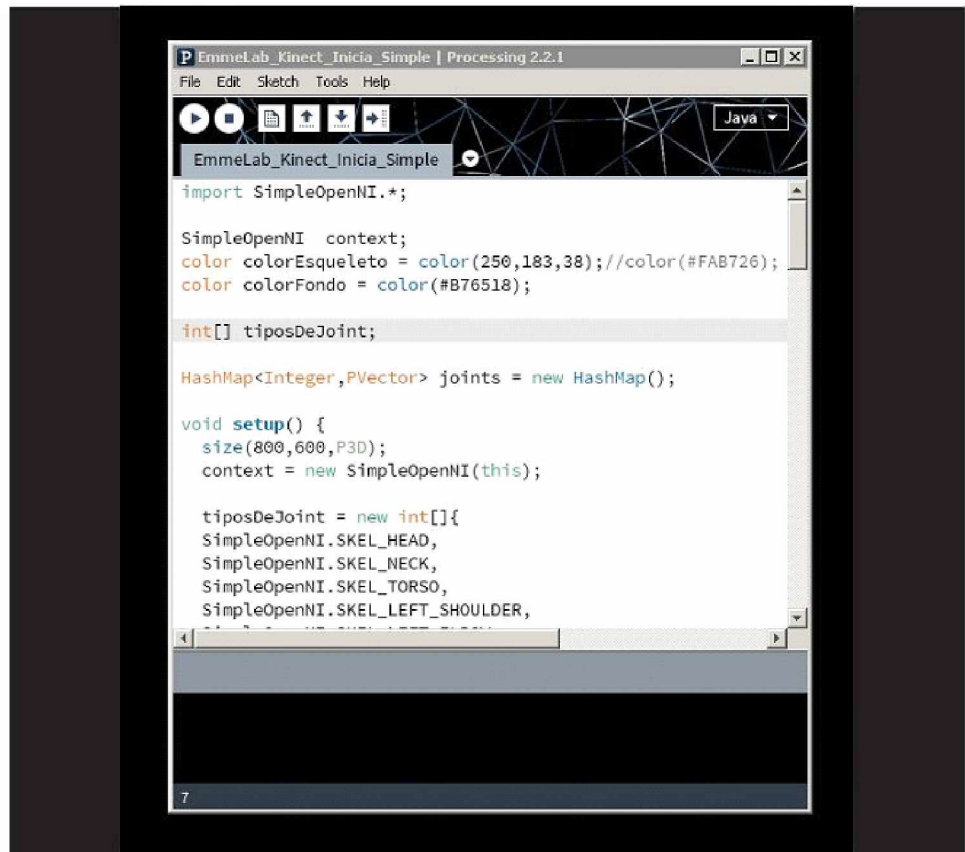 EmmeLab_Kinect_Inicia_Simple | Processing 2.2.1
File Edit Sketch Tools Help
Java
EmmeLab_Kinect_Inicia_Simple
import SimpleOpenNI.*;
SimpleOpenNI  context;
color colorEsqueleto = color(250,183,38);//color(#FAB726);
color colorFondo = color(#B76518);
int[] tiposDeJoint;
HashMap<Integer,PVector> joints = new HashMap();
void setup() {
  size(800,600,P3D);
  context = new SimpleOpenNI(this);
  tiposDeJoint = new int[]{
  SimpleOpenNI.SKEL_HEAD,
  SimpleOpenNI.SKEL_NECK,
  SimpleOpenNI.SKEL_TORSO,
  SimpleOpenNI.SKEL_LEFT_SHOULDER,
7